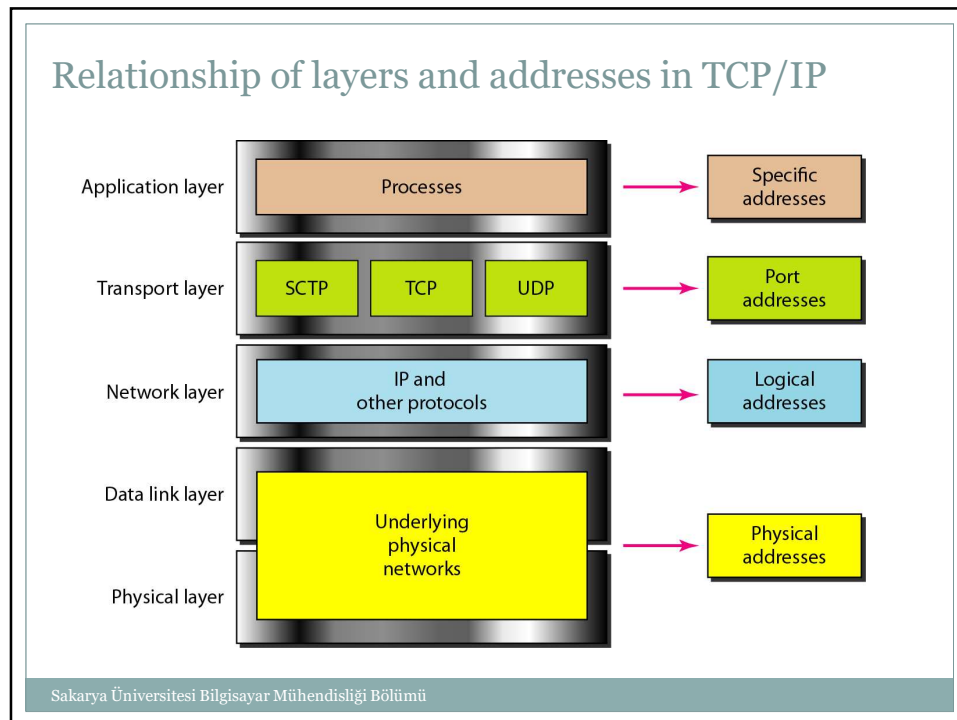 Relationship of layers and addresses in TCP/IP
Application layer
Processes
Specific
addresses
Transport layer
SCTP
TCP
UDP
Port
addresses
Network layer
IP and
other protocols
Logical
addresses
Data link layer
Underlying
physical
networks
Physical
addresses
Physical layer
Sakarya Üniversitesi Bilgisayar Mühendisliği Bölümü